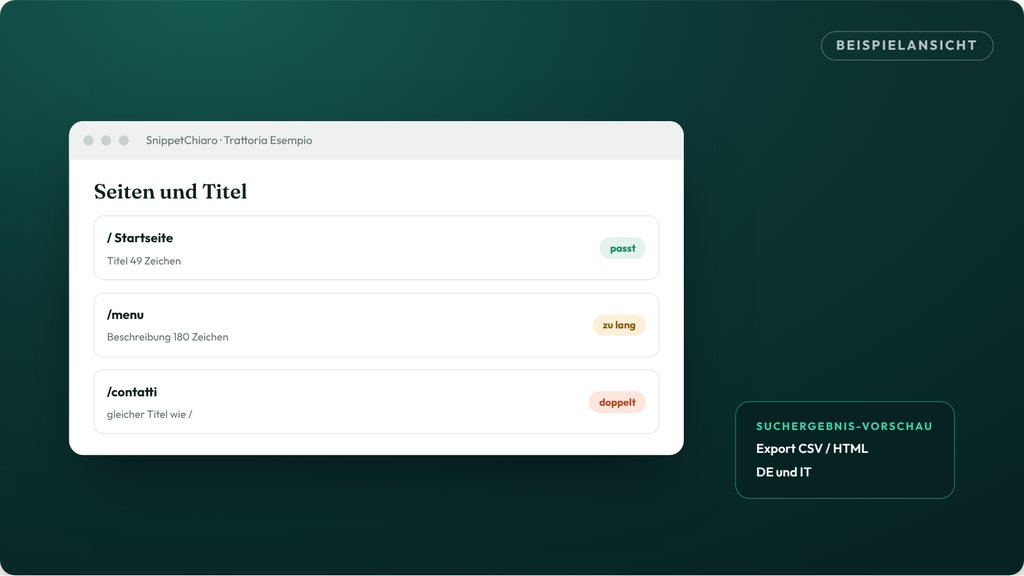 BEISPIELANSICHT
SnippetChiaro · Trattoria Esempio
Seiten und Titel
/ Startseite
Titel 49 Zeichen
passt
/menu
Beschreibung 180 Zeichen
zu lang
/contatti
gleicher Titel wie /
doppelt
SUCHERGEBNIS-VORSCHAU
Export CSV / HTML
DE und IT